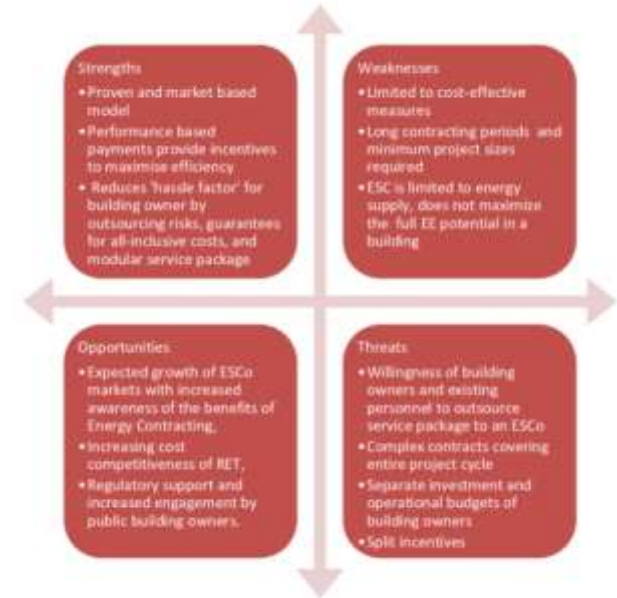 Strengths
•Proven and market based
model
•Performance based
payments provide incentives
to maximise efficiency
• Reduces 'hassle factor' for
building owner by
outsourcing risks, guarantees
for all-inclusive costs, and
modular service package
Weaknesses
•Limited to cost-effective
measures
•Long contracting periods and
minimum project sizes
required
•ESC is limited to energy
supply, does not maximize
the full EE potential in a
building
Opportunities
•Expected growth of ESCo
markets with increased
awareness of the benefits of
Energy Contracting,
•Increasing cost
competitiveness of RET,
•Regulatory support and
increased engagement by
public building owners.
Threats
•Willingness of building
owners and existing
personnel to outsource
service package to an ESCo
•Complex contracts covering
entire project cycle
•Separate investment and
operational budgets of
building owners
•Split incentives